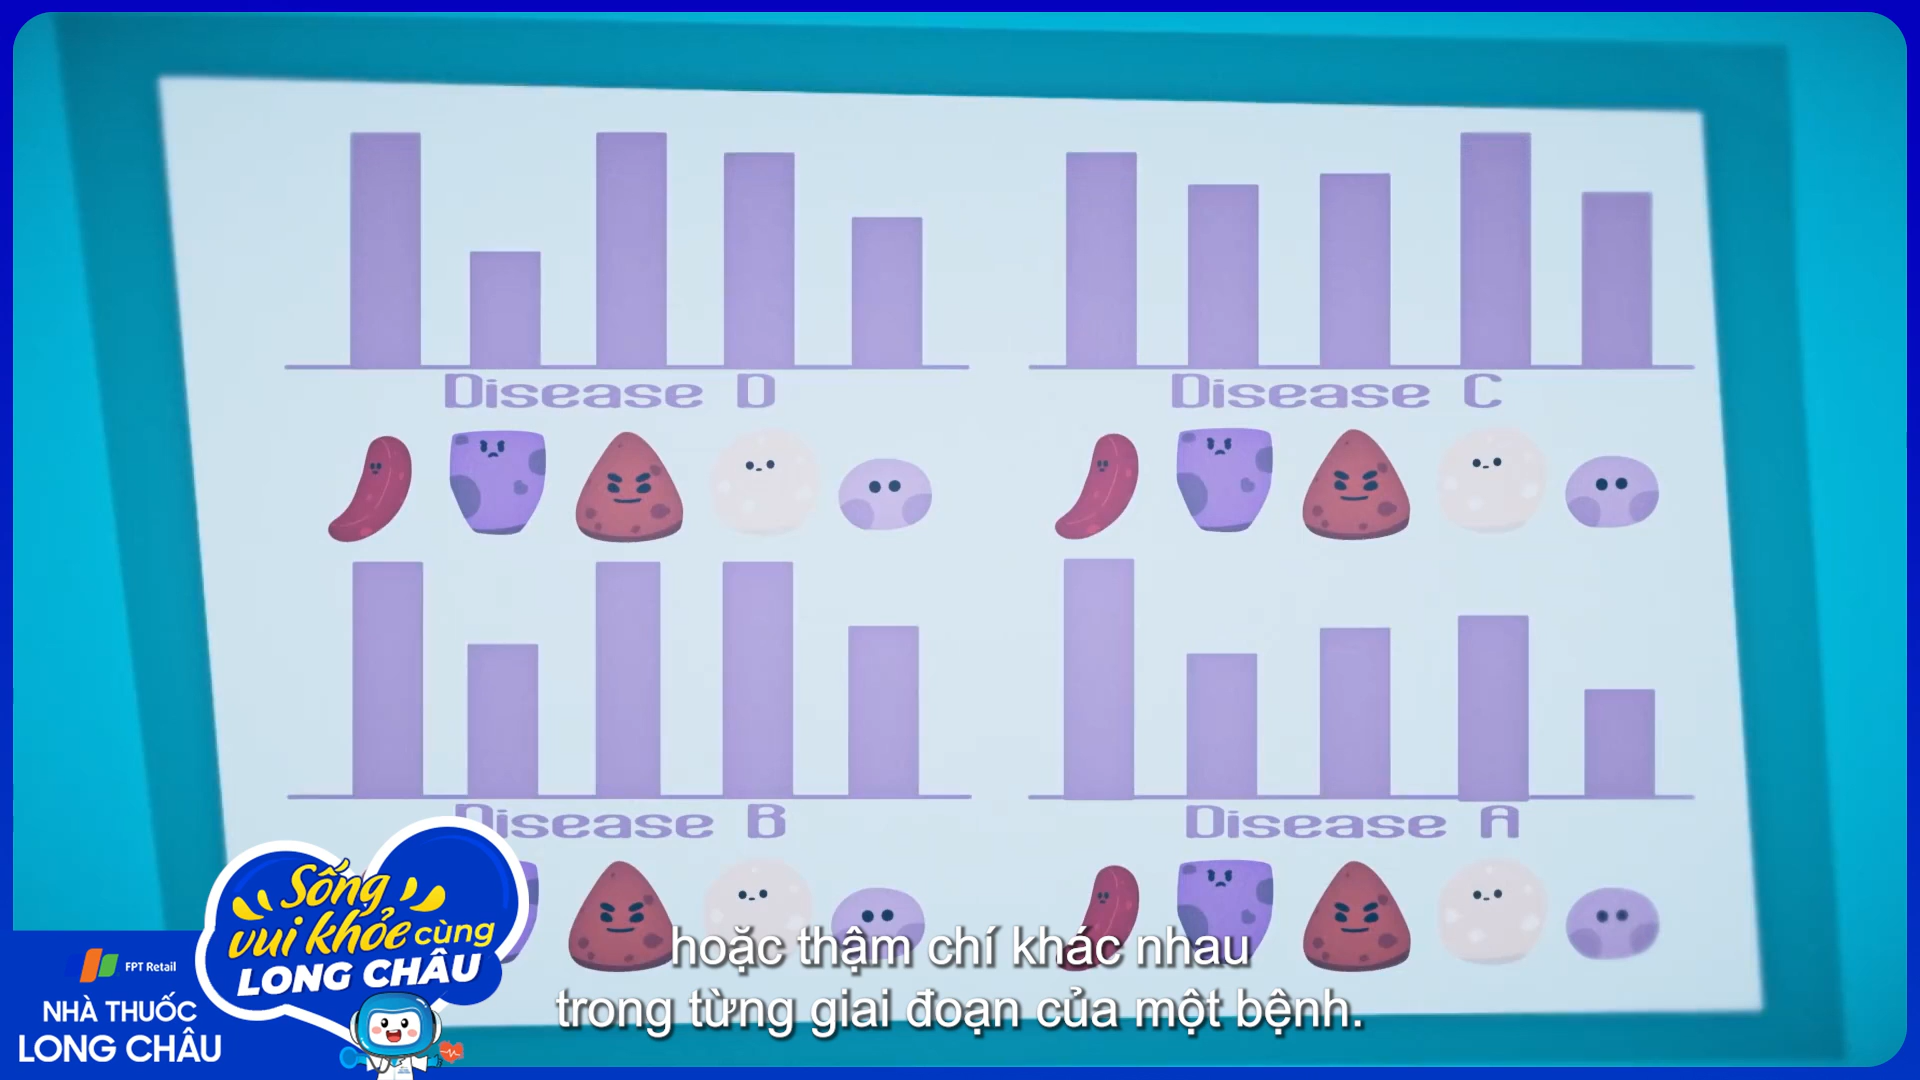 Disease D
Disease C
Disease B
Disease A
Sống
vui khỏe cùng
LONG CHÂU
FPT Retail
NHÀ THUỐC
LONG CHÂU
hoặc thậm chí khác nhau
trong từng giai đoạn của một bệnh.